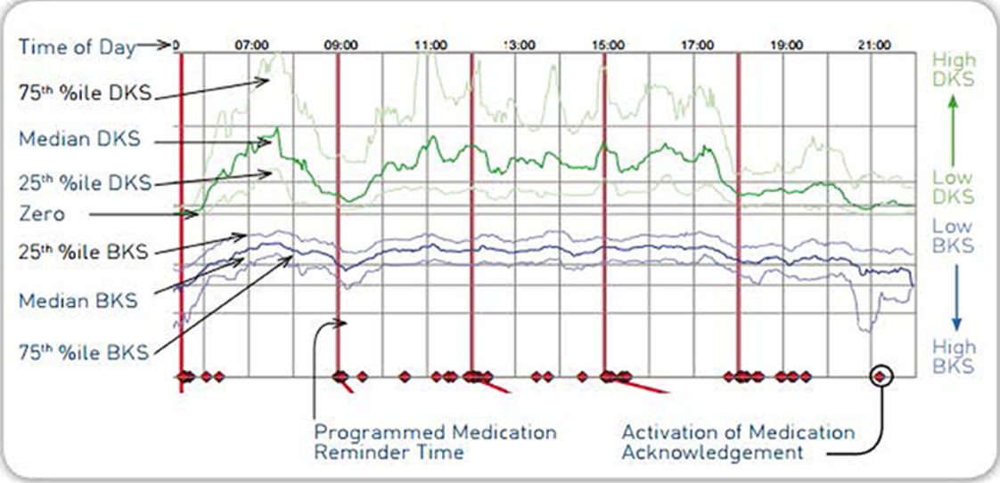 Time of Day
0 07:00 09:00 11:00 13:00 15:00 17:00 19:00 21:00
75th %ile DKS
Median DKS
25th %ile DKS
Zero
25th %ile BKS
Median BKS
75th %ile BKS
High
DKS
Low
DKS
Low
BKS
High
BKS
Programmed Medication
Reminder Time
Activation of Medication
Acknowledgement